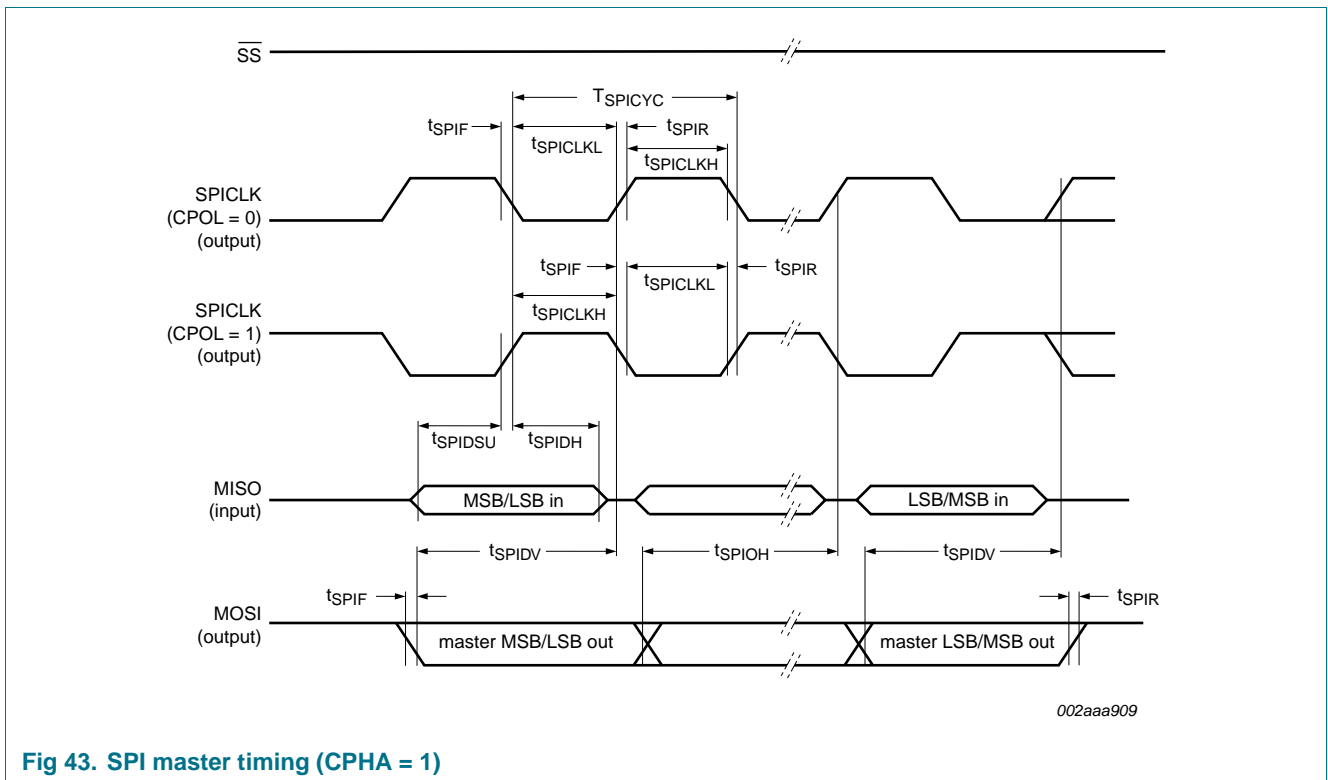 SS
TSPICYC
tSPIF
tSPICLKL
tSPIR
tSPICLKH
SPICLK
(CPOL = 0)
(output)
tSPIF
tSPICLKL
tSPIR
tSPICLKH
SPICLK
(CPOL = 1)
(output)
tSPIDSU
tSPIDH
MISO
(input)
MSB/LSB in
LSB/MSB in
tSPIDV
tSPIOH
tSPIDV
tSPIF
tSPIR
MOSI
(output)
master MSB/LSB out
master LSB/MSB out
002aaa909
Fig 43. SPI master timing (CPHA = 1)